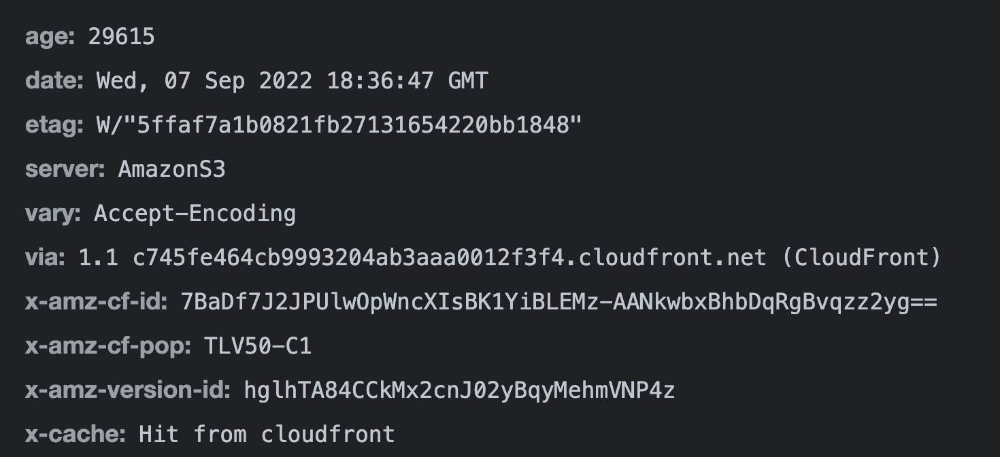 age: 29615
date: Wed, 07 Sep 2022 18:36:47 GMT
etag: W/"5ffaf7a1b0821fb27131654220bb1848"
server: AmazonS3
vary: Accept-Encoding
via: 1.1 c745fe464cb9993204ab3aaa0012f3f4.cloudfront.net (CloudFront)
x-amz-cf-id: 7BaDf7J2JPUlwOpWncXIsBK1YiBLEMz-AANkwbxBhbDqRgBvqzz2yg==
x-amz-cf-pop: TLV50-C1
x-amz-version-id: hglhTA84CCkMx2cnJ02yBqyMehmVNP4z
x-cache: Hit from cloudfront